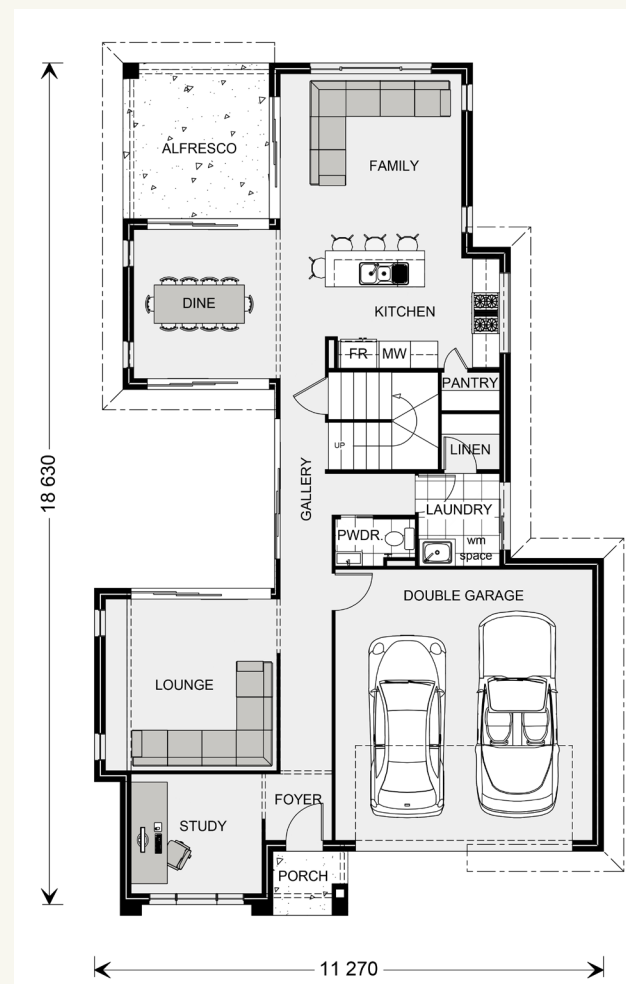 ALFRESCO
FAMILY
DINE
KITCHEN
FR
MW
PANTRY
UP
LINEN
18 630
GALLERY
LAUNDRY
PWDR.
wm
space
DOUBLE GARAGE
LOUNGE
FOYER
STUDY
PORCH
11 270